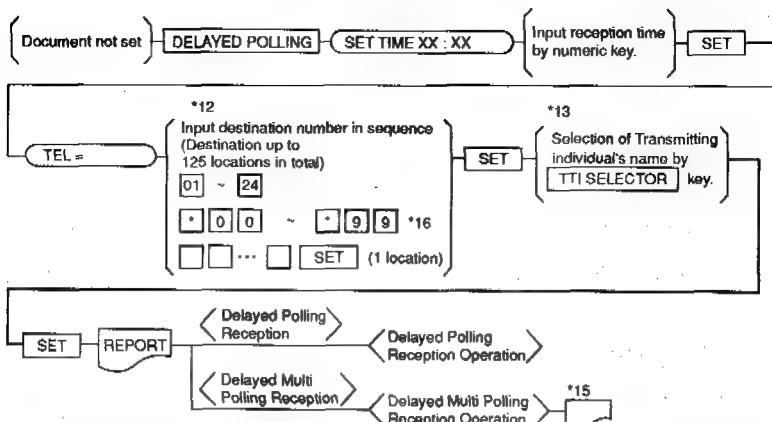 Document not set
DELAYED POLLING
SET TIME XX : XX
Input reception time
by numeric key.
SET
*12
Input destination number in sequence
(Destination up to
125 locations in total)
01 ~ 24
* 0 0 ~ * 9 9 *16
... SET (1 location)
TEL =
SET
*13
Selection of Transmitting
individual's name by
TTI SELECTOR key.
SET
REPORT
Delayed Polling
Reception
Delayed Polling
Reception Operation
Delayed Multi
Polling Reception
Delayed Multi Polling
Reception Operation
*15